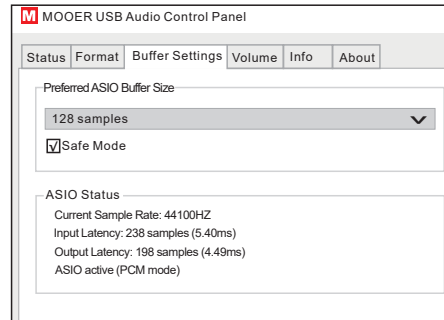 M MOOER USB Audio Control Panel
Status Format Buffer Settings Volume Info About
Preferred ASIO Buffer Size
128 samples
Safe Mode
ASIO Status
Current Sample Rate: 44100HZ
Input Latency: 238 samples (5.40ms)
Output Latency: 198 samples (4.49ms)
ASIO active (PCM mode)